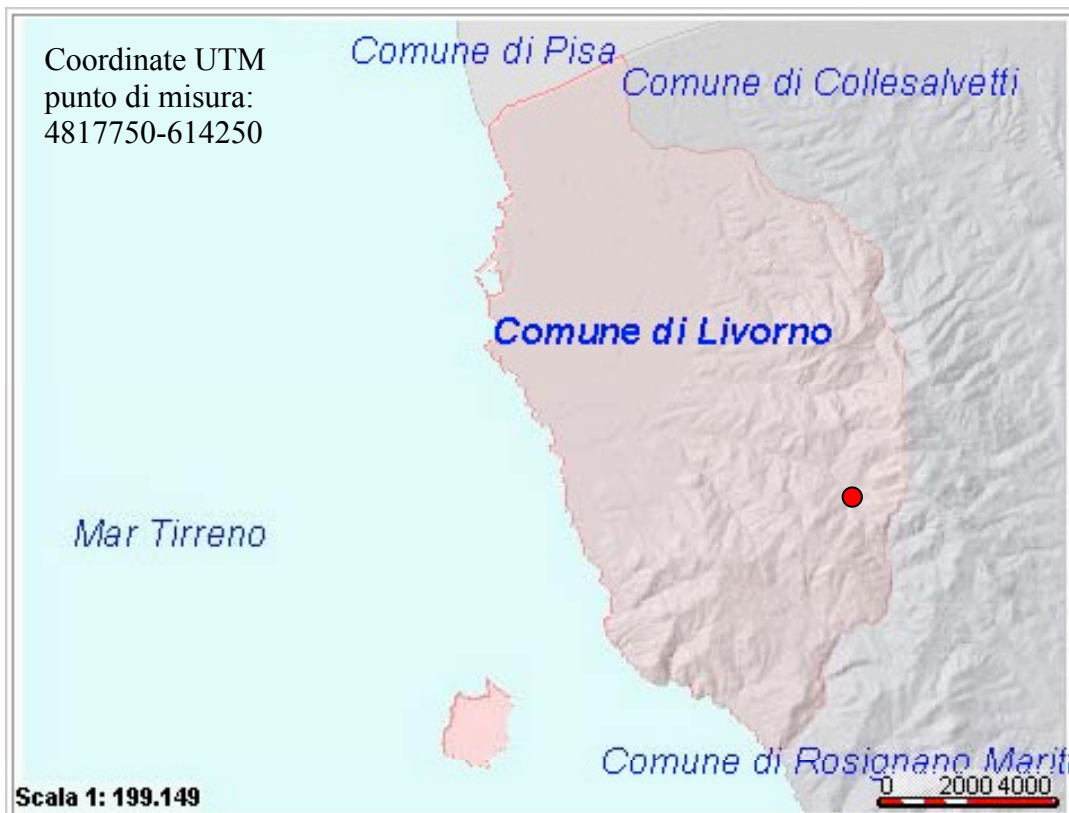 Coordinate UTM
punto di misura:
4817750-614250
Comune di Pisa
Comune di Collesalvetti
Comune di Livorno
Mar Tirreno
Comune di Rosignano Maritt
0 2000 4000
Scala 1: 199.149